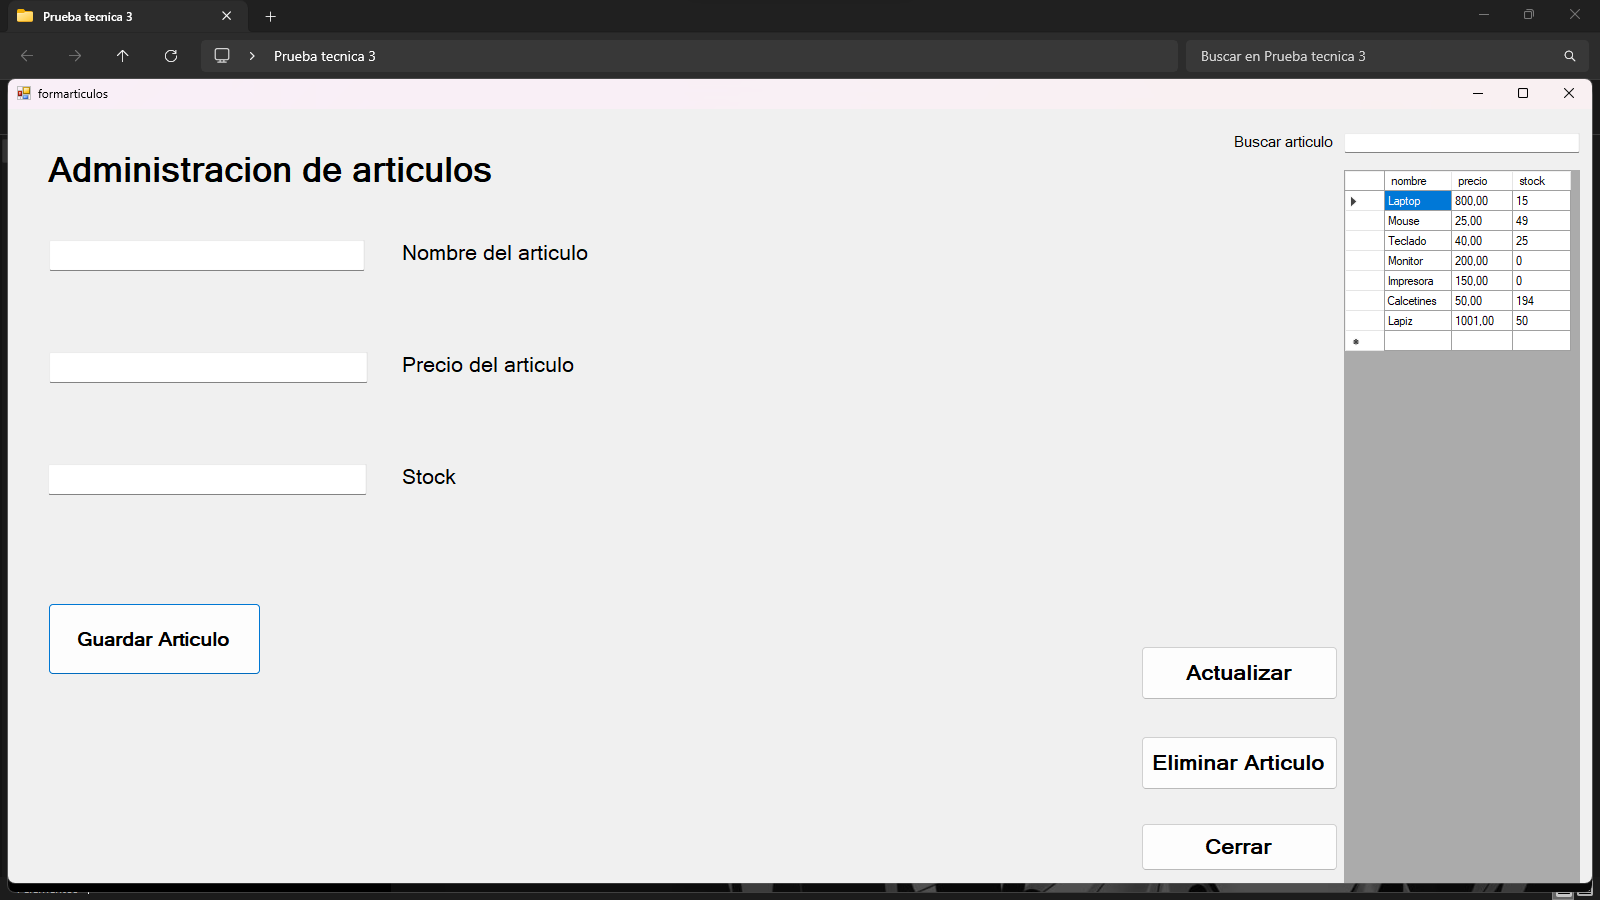 Prueba tecnica 3
Prueba tecnica 3
Buscar en Prueba tecnica 3
formarticulos
Buscar articulo
Administracion de articulos
nombre precio stock
Laptop 800,00 15
Mouse 25,00 49
Teclado 40,00 25
Monitor 200,00 0
Impresora 150,00 0
Calcetines 50,00 194
Lapiz 1001,00 50
Nombre del articulo
Precio del articulo
Stock
Guardar Articulo
Actualizar
Eliminar Articulo
Cerrar